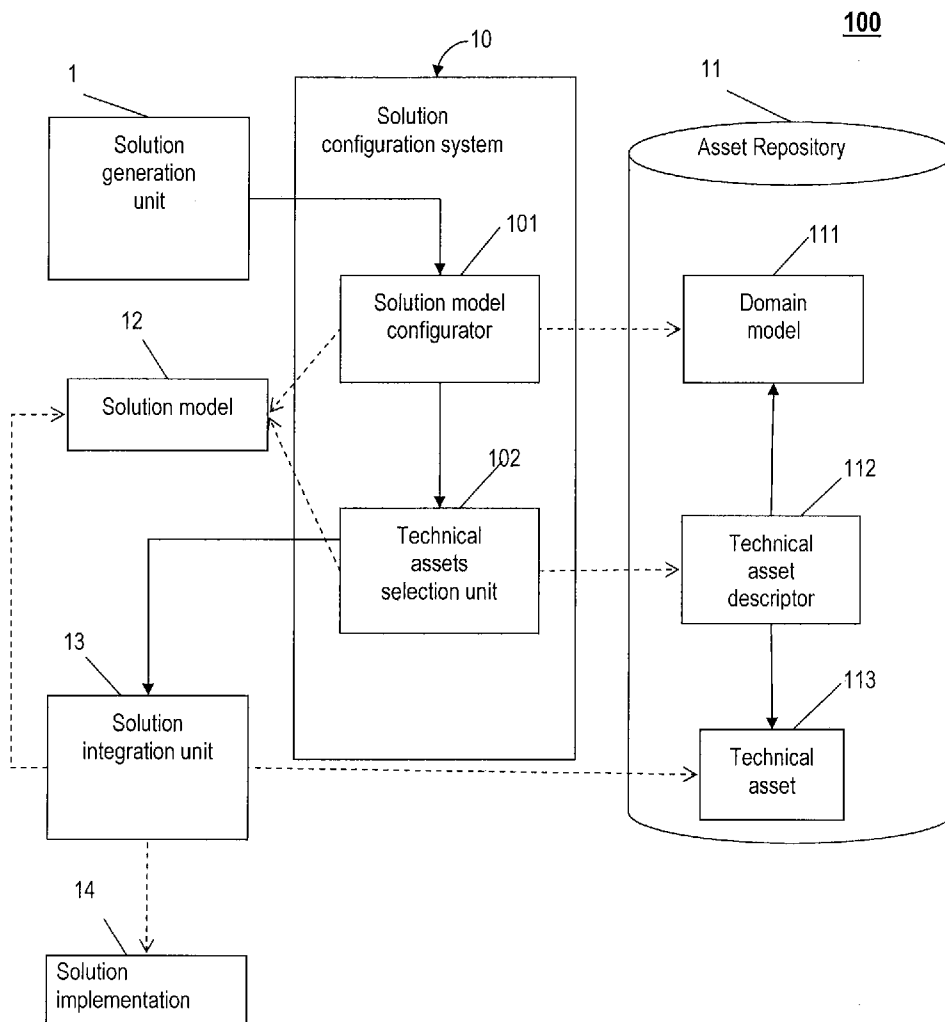 100
10
1
11
Solution
generation
unit
Solution
configuration system
Asset Repository
101
111
Solution model
configurator
Domain
model
12
Solution model
102
112
Technical
assets
selection unit
Technical
asset
descriptor
13
113
Solution
integration unit
Technical
asset
14
Solution
implementation